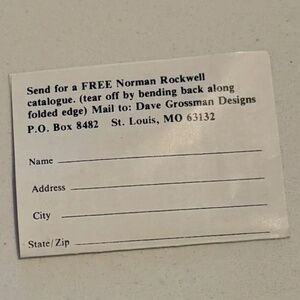 Send for a FREE Norman Rockwell
catalogue. (tear off by bending back along
folded edge) Mail to: Dave Grossman Designs
P.O. Box 8482 St. Louis, MO 63132
Name
Address
City
State/Zip